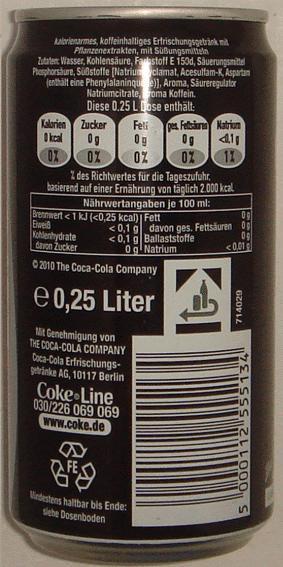 kalorienarmes, koffeinhaltiges Erfrischungsgetränk mit
Pflanzenextrakten, mit Süßungsmitteln
Zutaten: Wasser, Kohlensäure, Farbstoff E 150d, Säuerungsmittel
Phosphorsäure, Süßstoffe [Natriumcyclamat, Acesulfam-K, Aspartam
(enthält eine Phenylalaninquelle)], Aroma, Säureregulator
Natriumcitrate, Aroma Koffein.
Diese 0,25 L Dose enthält:
Kalorien Zucker Fett ges. Fettsäuren Natrium
0 kcal 0 g 0 g 0 g <0,1 g
0% 0% 0% 0% 1%
% des Richtwertes für die Tageszufuhr,
basierend auf einer Ernährung von täglich 2.000 kcal.
Nährwertangaben je 100 ml:
Brennwert < 1 kJ (<0,25 kcal) Fett 0 g
Eiweiß < 0,1 g davon ges. Fettsäuren 0 g
Kohlenhydrate < 0,1 g Ballaststoffe 0 g
davon Zucker 0 g Natrium < 0,01 g
© 2010 The Coca-Cola Company
e 0,25 Liter
714029
Mit Genehmigung von
THE COCA-COLA COMPANY
Coca-Cola Erfrischungs-
getränke AG, 10117 Berlin
Coke Line
030/226 069 069
www.coke.de
FE
Mindestens haltbar bis Ende:
siehe Dosenboden
5 000112 555134